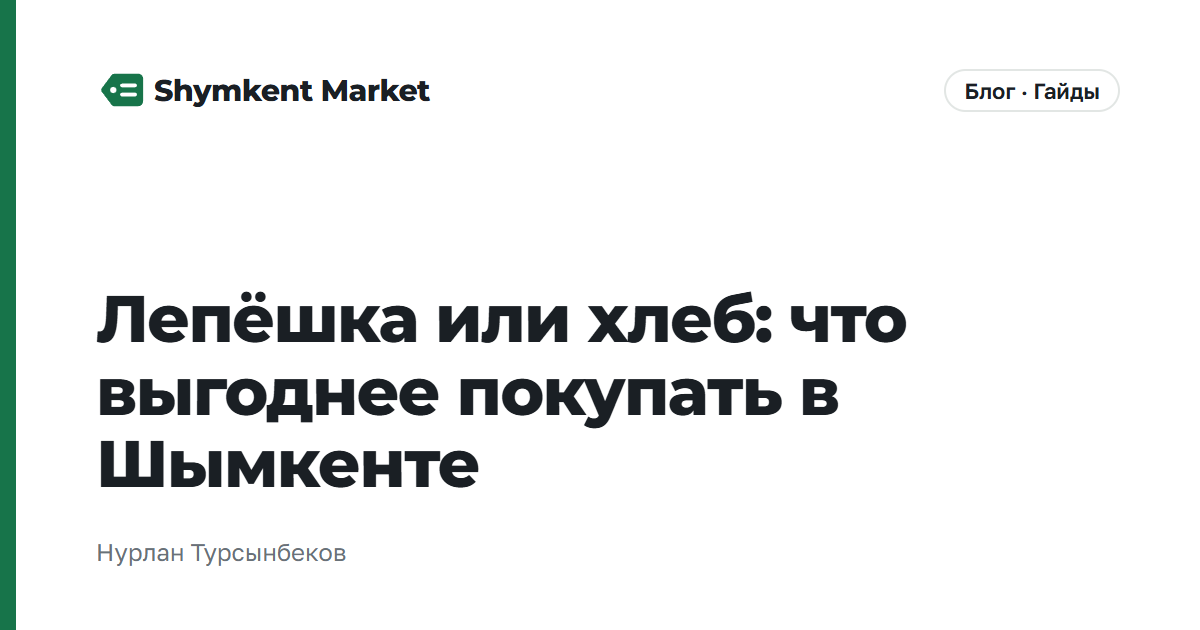 Shymkent Market
Блог · Гайды
Лепёшка или хлеб: что
выгоднее покупать в
Шымкенте
Нурлан Турсынбеков